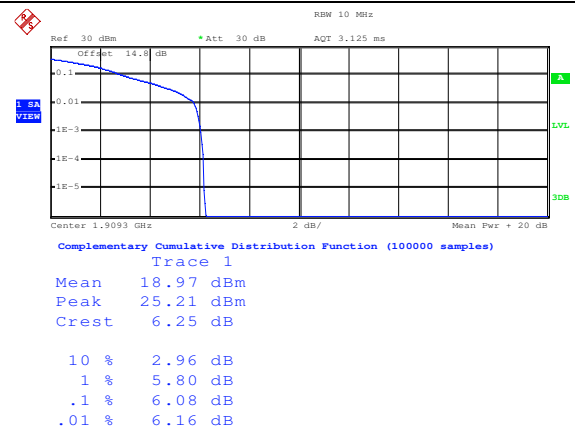 RBW 10 MHz
Ref 30 dBm * Att 30 dB AQT 3.125 ms
Offset 14.8 dB
0.1
A
0.01
1 SA
VIEW
1E-3
LVL
1E-4
1E-5
3DB
Center 1.9093 GHz 2 dB/ Mean Pwr + 20 dB
Complementary Cumulative Distribution Function (100000 samples)
Trace 1
Mean 18.97 dBm
Peak 25.21 dBm
Crest 6.25 dB
10 % 2.96 dB
1 % 5.80 dB
.1 % 6.08 dB
.01 % 6.16 dB